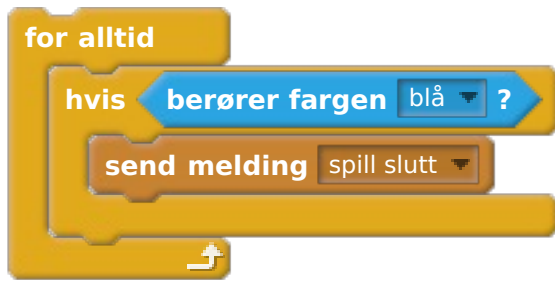 for alltid
hvis berører fargen blå ?
send melding spill slutt